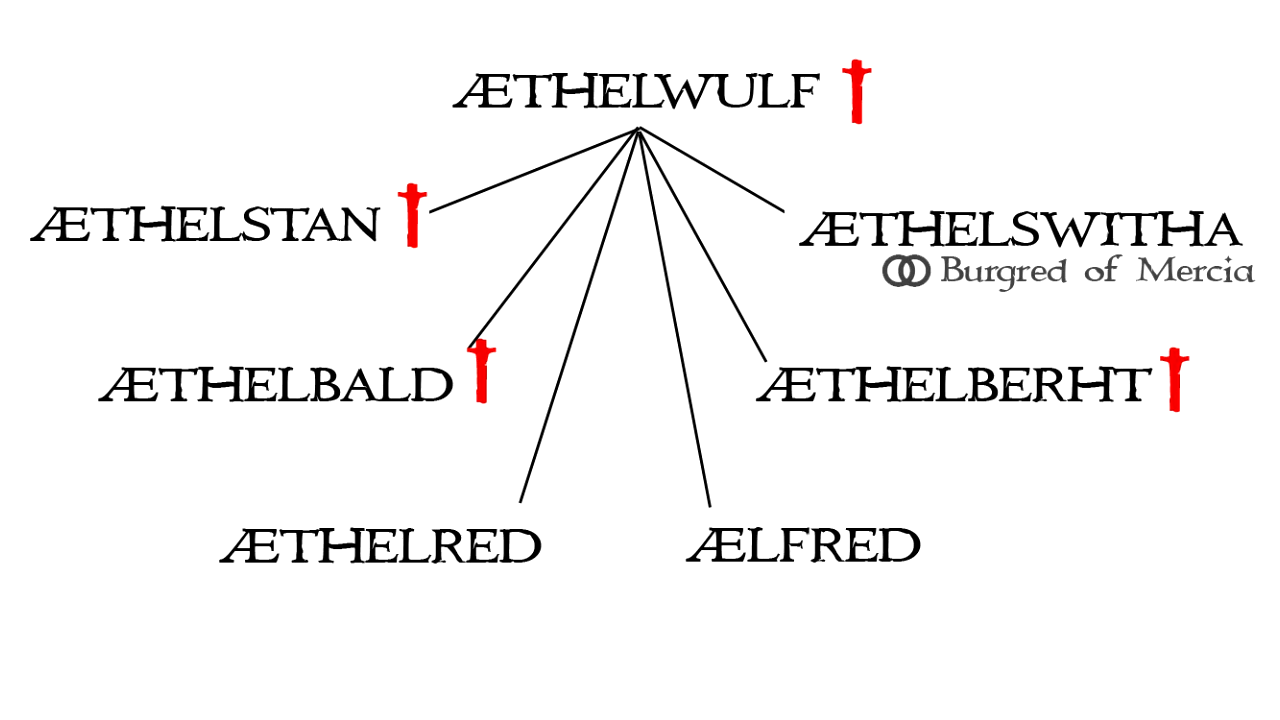 ÆTHELWULF
ÆTHELSTAN
ÆTHELSWITHA
Burgred of Mercia
ÆTHELBALD
ÆTHELBERHT
ÆTHELRED
ÆLFRED